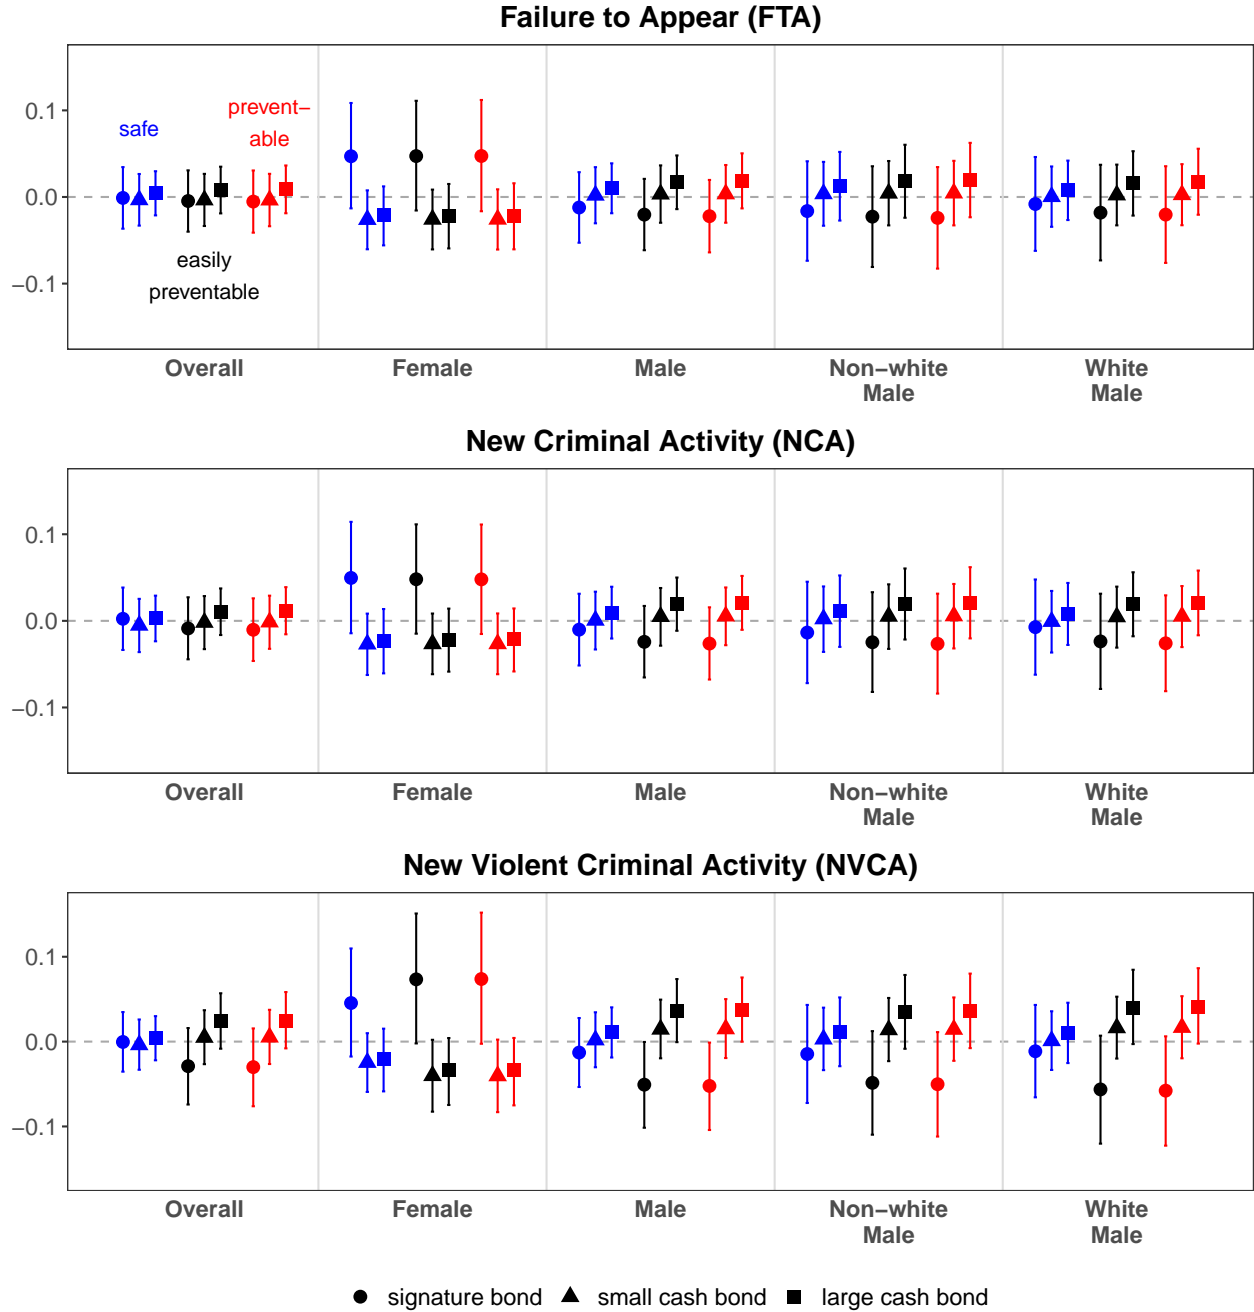 Failure to Appear (FTA)
0.1
0.0
−0.1
safe
prevent−
able
easily
preventable
Overall
Female
Male
Non−white
Male
White
Male
New Criminal Activity (NCA)
0.1
0.0
−0.1
Overall
Female
Male
Non−white
Male
White
Male
New Violent Criminal Activity (NVCA)
0.1
0.0
−0.1
Overall
Female
Male
Non−white
Male
White
Male
signature bond
small cash bond
large cash bond